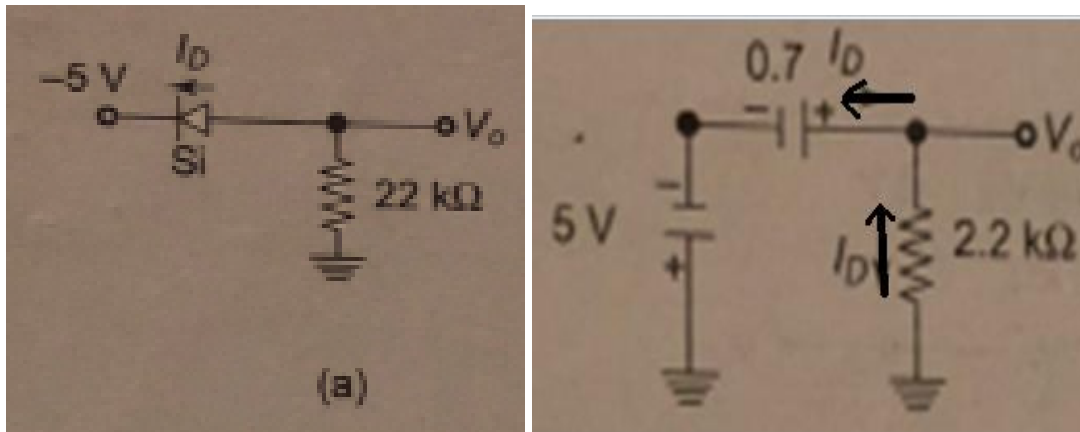 I_D
−5 V
Si
V_o
22 kΩ
(a)
0.7 I_D
− +
V_o
−
5 V
+
I_D
2.2 kΩ